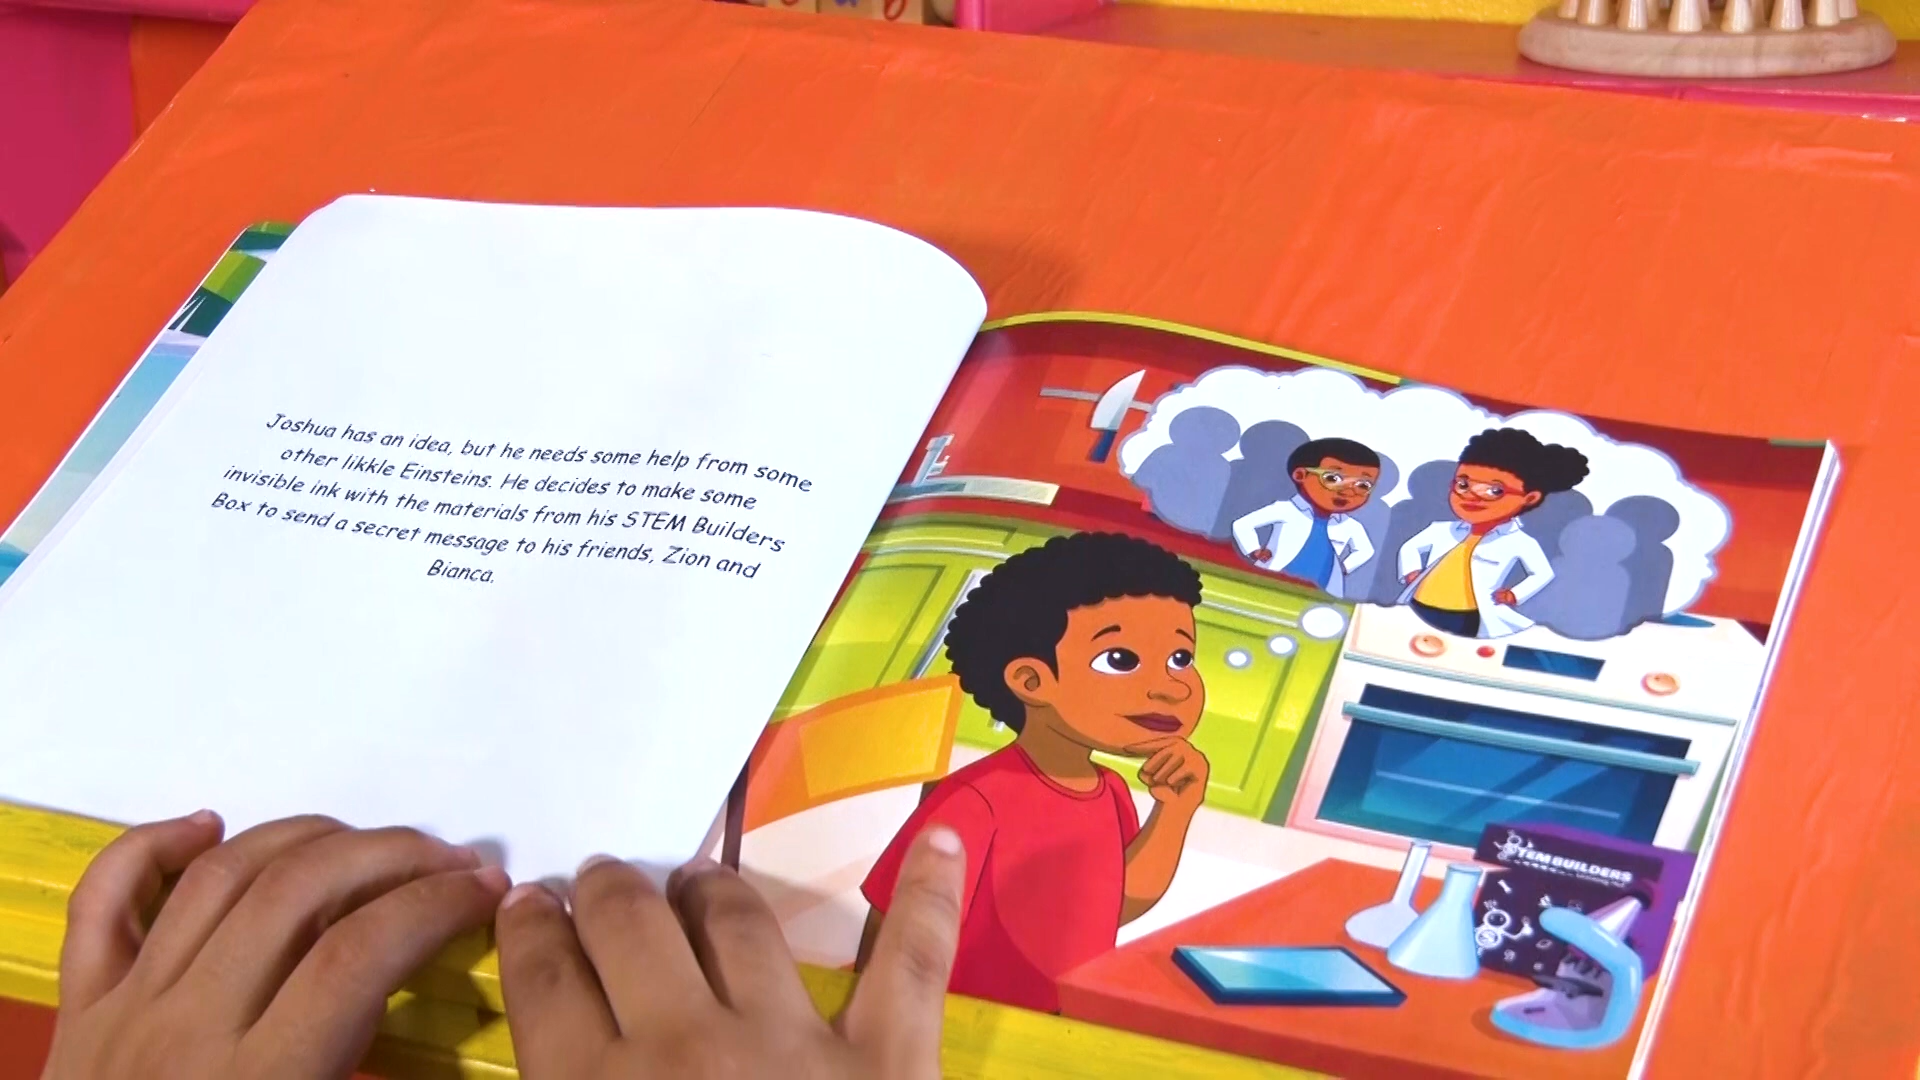 Joshua has an idea, but he needs some help from some
other likkle Einsteins. He decides to make some
invisible ink with the materials from his STEM Builders
Box to send a secret message to his friends, Zion and
Bianca.
STEM BUILDERS